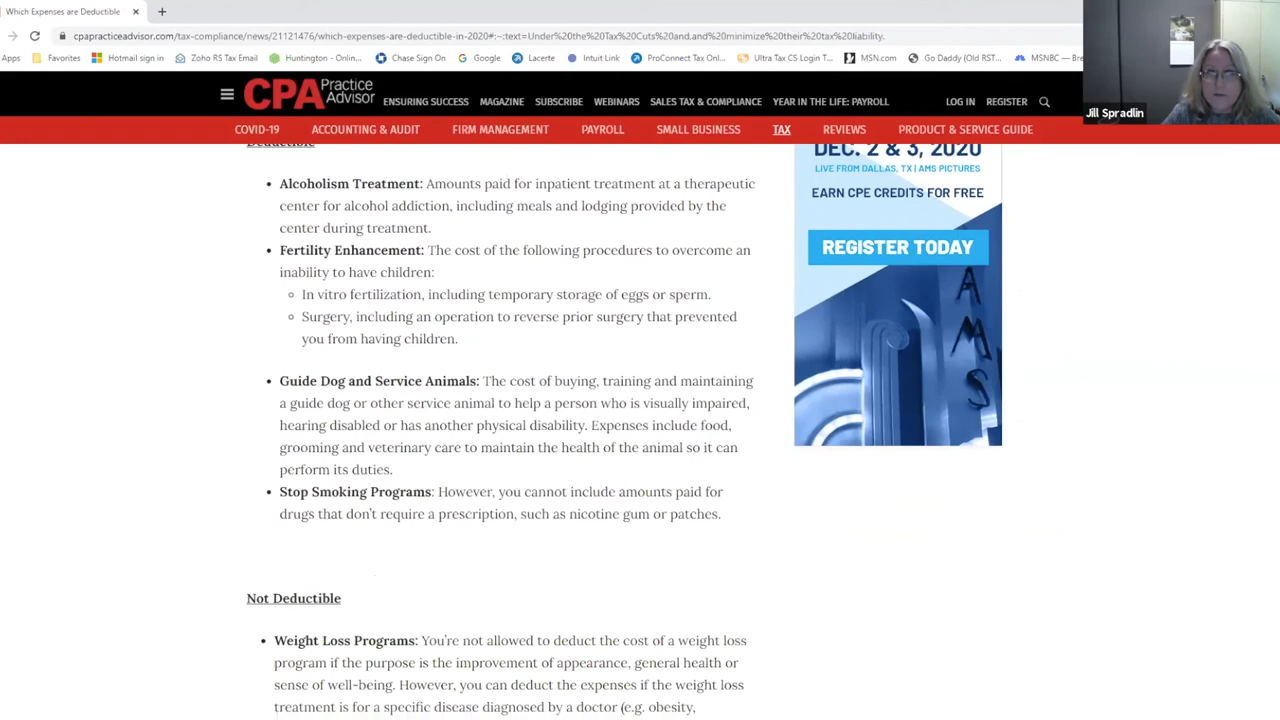 Which Expenses are Deductible
cpapracticeadvisor.com/tax-compliance/news/21121476/which-expenses-are-deductible-in-2020#:~:text=Under%20the%20Tax%20Cuts%20and,and%20minimize%20their%20tax%20liability.
Apps Favorites Hotmail sign in Zoho RS Tax Email Huntington - Onlin... Chase Sign On Google Lacerte Intuit Link ProConnect Tax Onl... Ultra Tax CS Login T... MSN.com Go Daddy (Old RST... MSNBC — Bre
Jill Spradlin
CPA Practice Advisor
ENSURING SUCCESS MAGAZINE SUBSCRIBE WEBINARS SALES TAX & COMPLIANCE YEAR IN THE LIFE: PAYROLL LOG IN REGISTER
COVID-19 ACCOUNTING & AUDIT FIRM MANAGEMENT PAYROLL SMALL BUSINESS TAX REVIEWS PRODUCT & SERVICE GUIDE
Deductible
• Alcoholism Treatment: Amounts paid for inpatient treatment at a therapeutic
center for alcohol addiction, including meals and lodging provided by the
center during treatment.
• Fertility Enhancement: The cost of the following procedures to overcome an
inability to have children:
In vitro fertilization, including temporary storage of eggs or sperm.
Surgery, including an operation to reverse prior surgery that prevented
you from having children.
• Guide Dog and Service Animals: The cost of buying, training and maintaining
a guide dog or other service animal to help a person who is visually impaired,
hearing disabled or has another physical disability. Expenses include food,
grooming and veterinary care to maintain the health of the animal so it can
perform its duties.
• Stop Smoking Programs: However, you cannot include amounts paid for
drugs that don't require a prescription, such as nicotine gum or patches.
Not Deductible
• Weight Loss Programs: You're not allowed to deduct the cost of a weight loss
program if the purpose is the improvement of appearance, general health or
sense of well-being. However, you can deduct the expenses if the weight loss
treatment is for a specific disease diagnosed by a doctor (e.g. obesity,
DEC. 2 & 3, 2020
LIVE FROM DALLAS, TX | AMS PICTURES
EARN CPE CREDITS FOR FREE
REGISTER TODAY
AMS